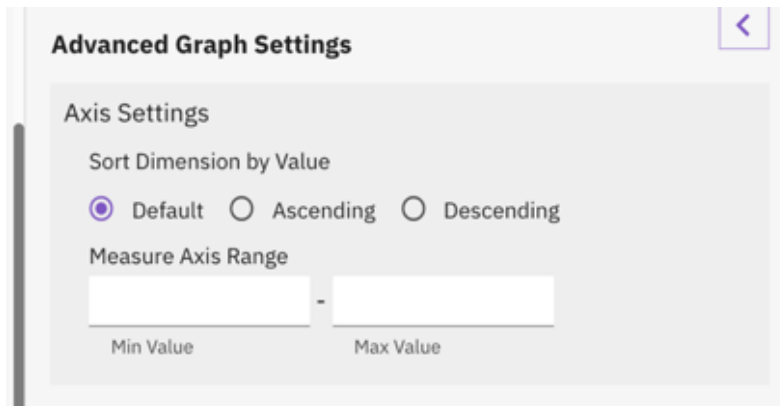 Advanced Graph Settings
Axis Settings
Sort Dimension by Value
Default Ascending Descending
Measure Axis Range
-
Min Value Max Value